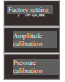 Factory setting
Amplitude
calibration
Pressure
calibration